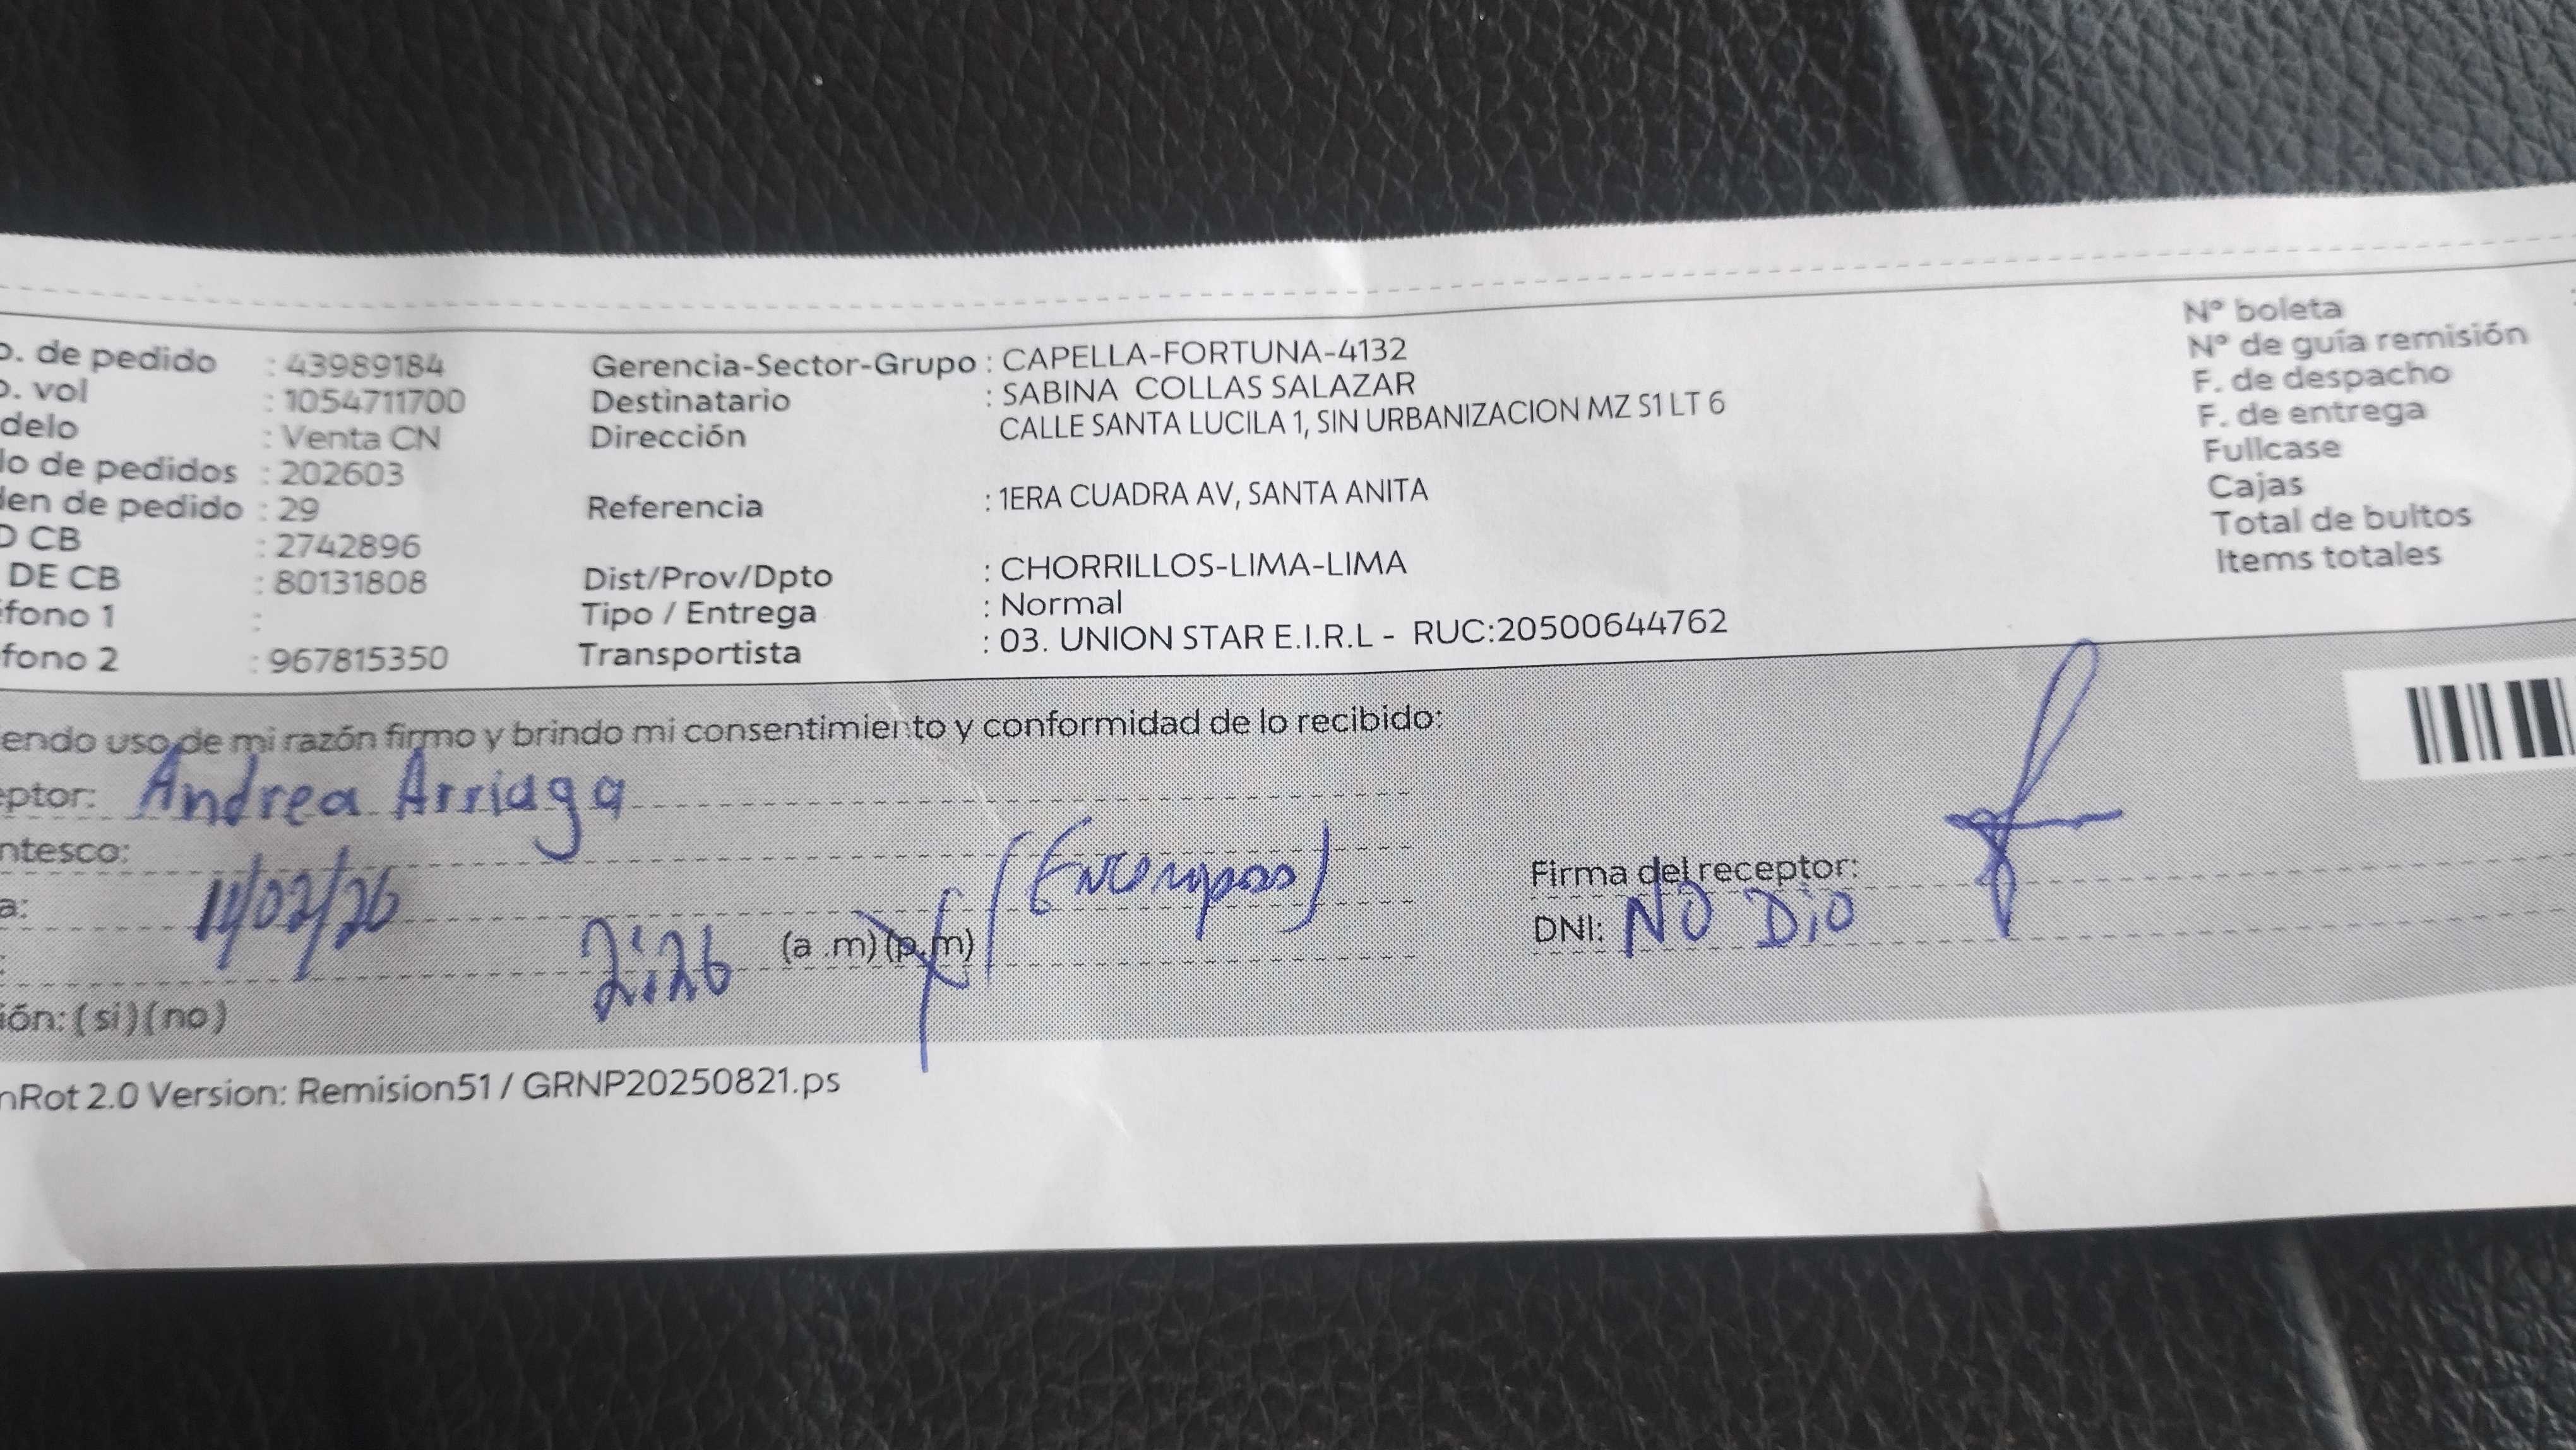 o. de pedido : 43989184
o. vol : 1054711700
delo : Venta CN
lo de pedidos : 202603
den de pedido : 29
D CB : 2742896
DE CB : 80131808
éfono 1 :
fono 2 : 967815350
Gerencia-Sector-Grupo : CAPELLA-FORTUNA-4132
Destinatario : SABINA COLLAS SALAZAR
Dirección CALLE SANTA LUCILA 1, SIN URBANIZACION MZ S1 LT 6
Referencia : 1ERA CUADRA AV, SANTA ANITA
Dist/Prov/Dpto : CHORRILLOS-LIMA-LIMA
Tipo / Entrega : Normal
Transportista : 03. UNION STAR E.I.R.L - RUC:20500644762
N° boleta
N° de guía remisión
F. de despacho
F. de entrega
Fullcase
Cajas
Total de bultos
Items totales
endo uso de mi razón firmo y brindo mi consentimiento y conformidad de lo recibido:
eptor: Andrea Arriaga
ntesco:
a: 11/02/26
: 2:26 (a .m) (p.m)
ión: (si) (no)
Firma del receptor:
DNI: NO DiO
nRot 2.0 Version: Remision51 / GRNP20250821.ps